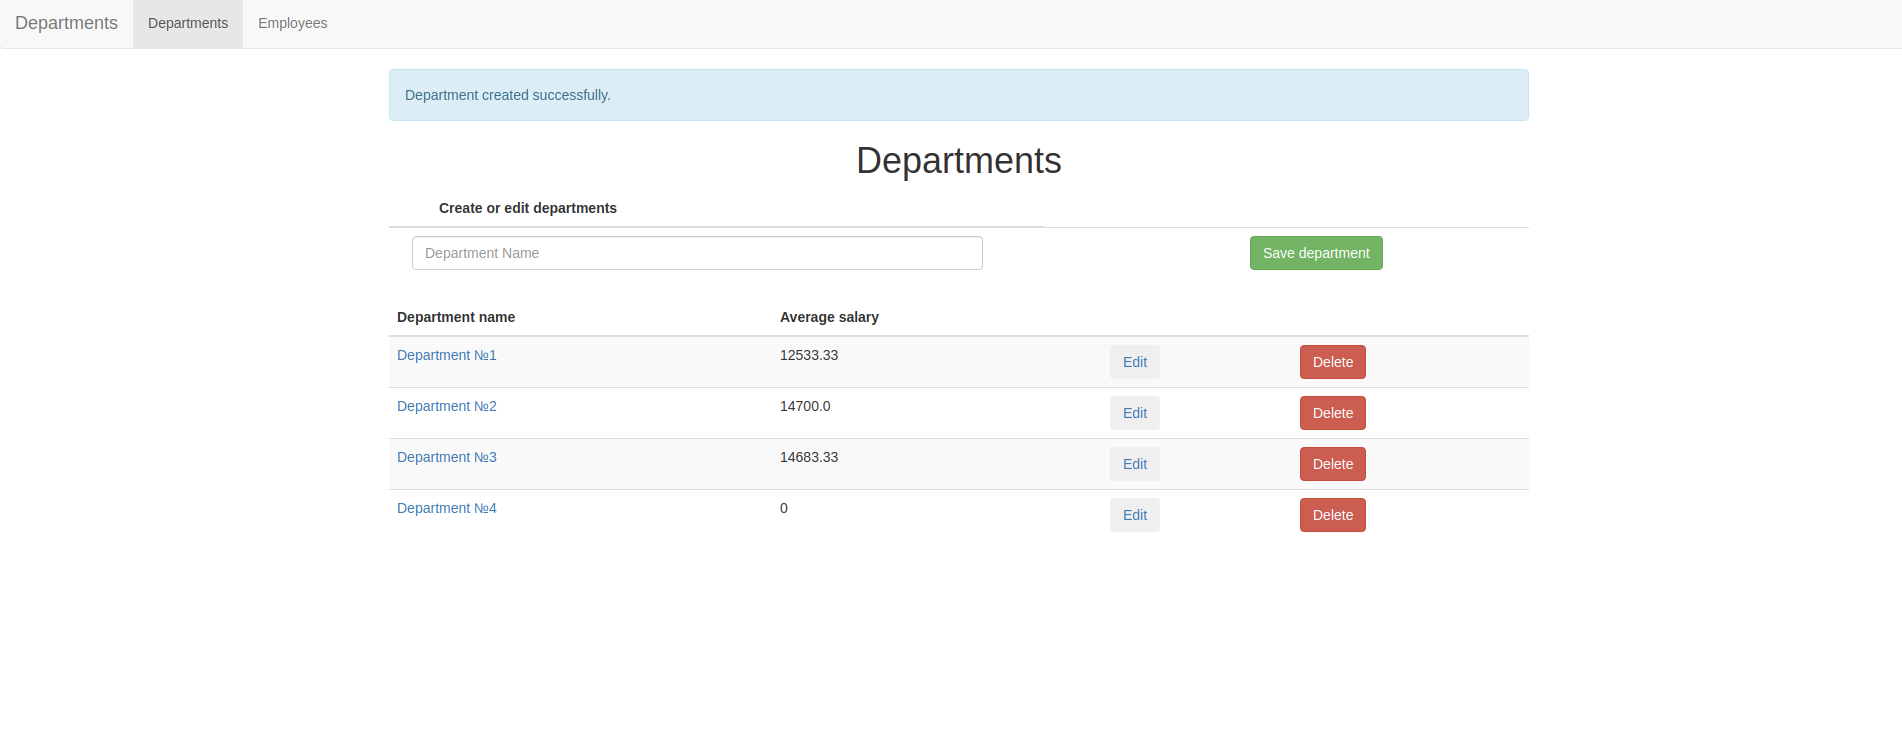 Departments Departments Employees
Department created successfully.
Departments
Create or edit departments
Department Name Save department
Department name Average salary
Department №1 12533.33 Edit Delete
Department №2 14700.0 Edit Delete
Department №3 14683.33 Edit Delete
Department №4 0 Edit Delete